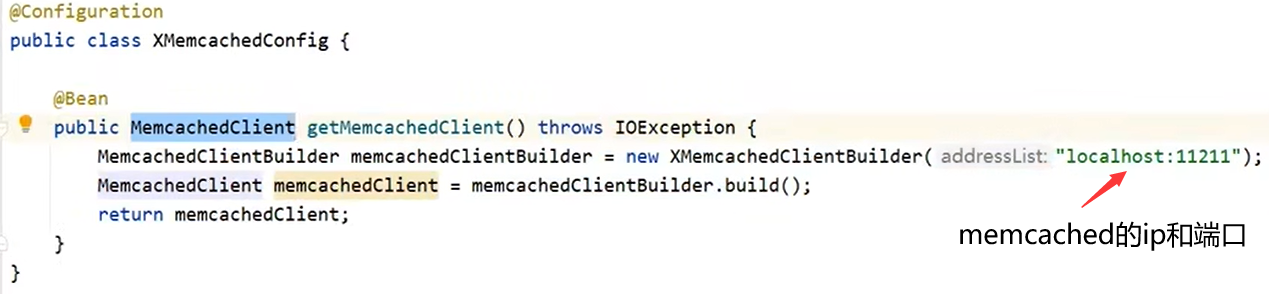 @Configuration
public class XMemcachedConfig {
@Bean
public MemcachedClient getMemcachedClient() throws IOException {
MemcachedClientBuilder memcachedClientBuilder = new XMemcachedClientBuilder( addressList: "localhost:11211");
MemcachedClient memcachedClient = memcachedClientBuilder.build();
return memcachedClient;
memcached的ip和端口
}
}